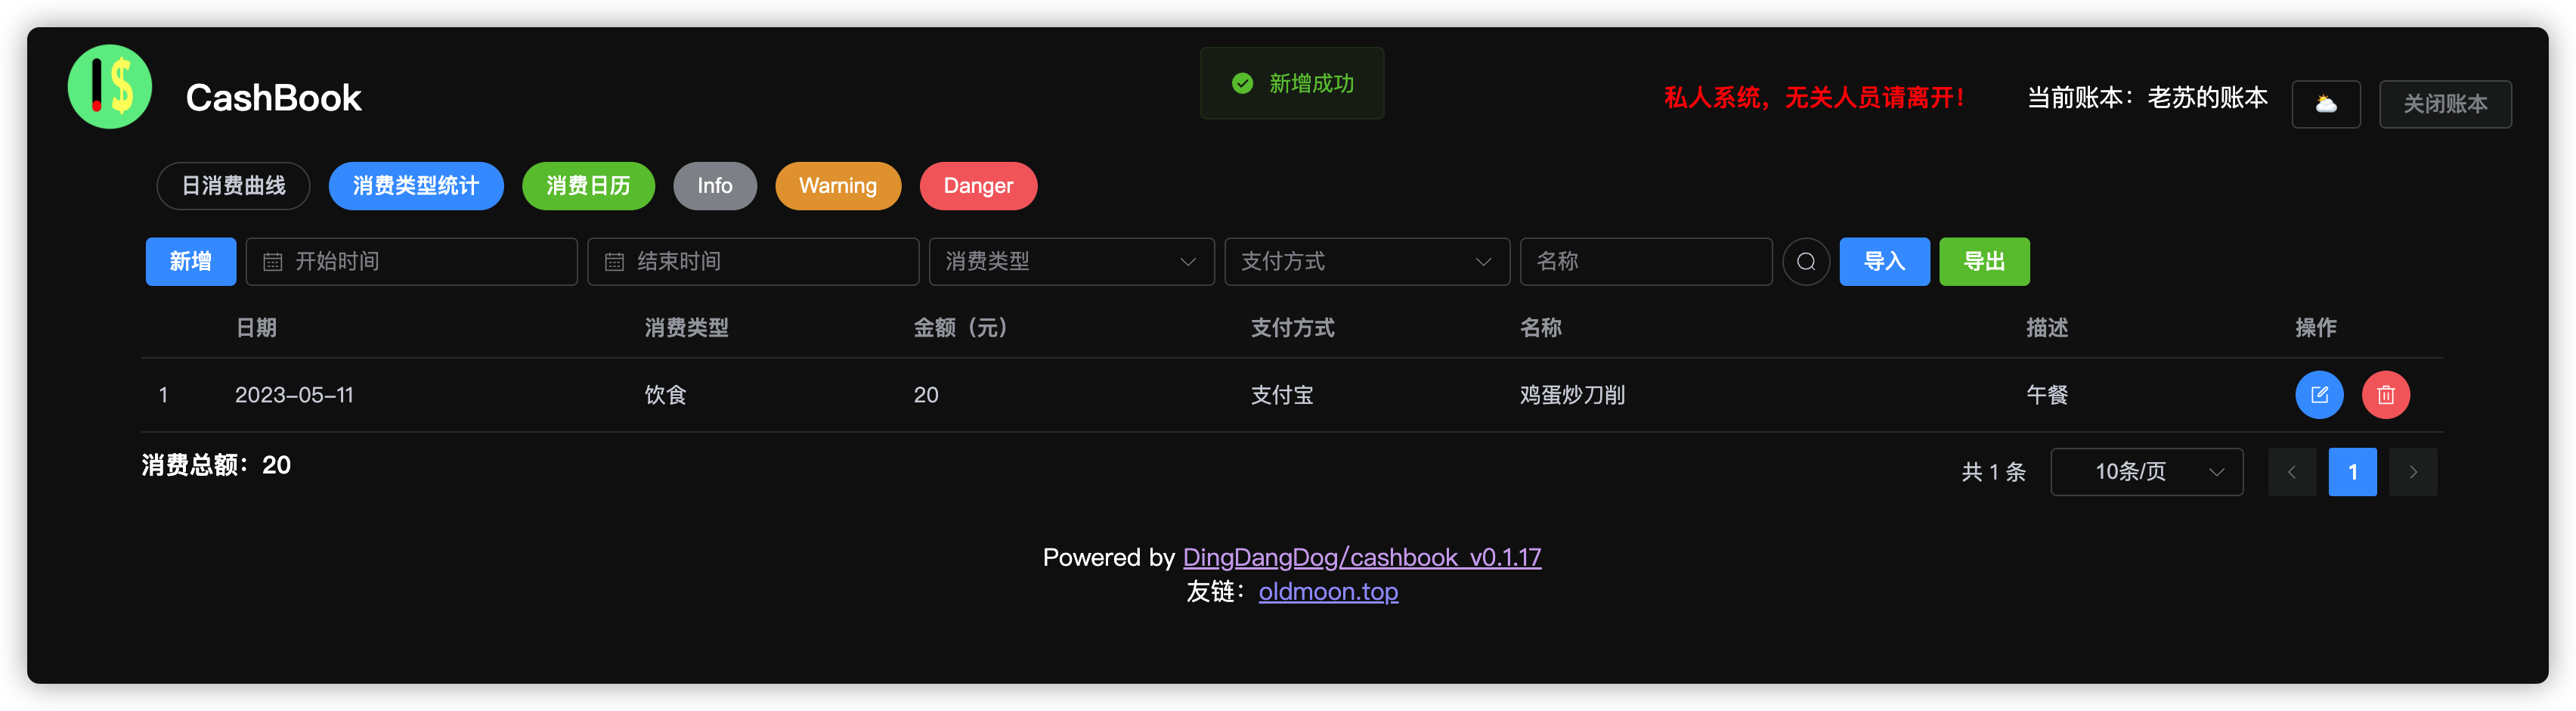 $
CashBook
新增成功
私人系统，无关人员请离开！
当前账本：老苏的账本
关闭账本
日消费曲线 消费类型统计 消费日历 Info Warning Danger
新增 开始时间 结束时间 消费类型 支付方式 名称 导入 导出
日期 消费类型 金额（元） 支付方式 名称 描述 操作
1 2023-05-11 饮食 20 支付宝 鸡蛋炒刀削 午餐
消费总额：20
共 1 条 10条/页 1
Powered by DingDangDog/cashbook_v0.1.17
友链：oldmoon.top